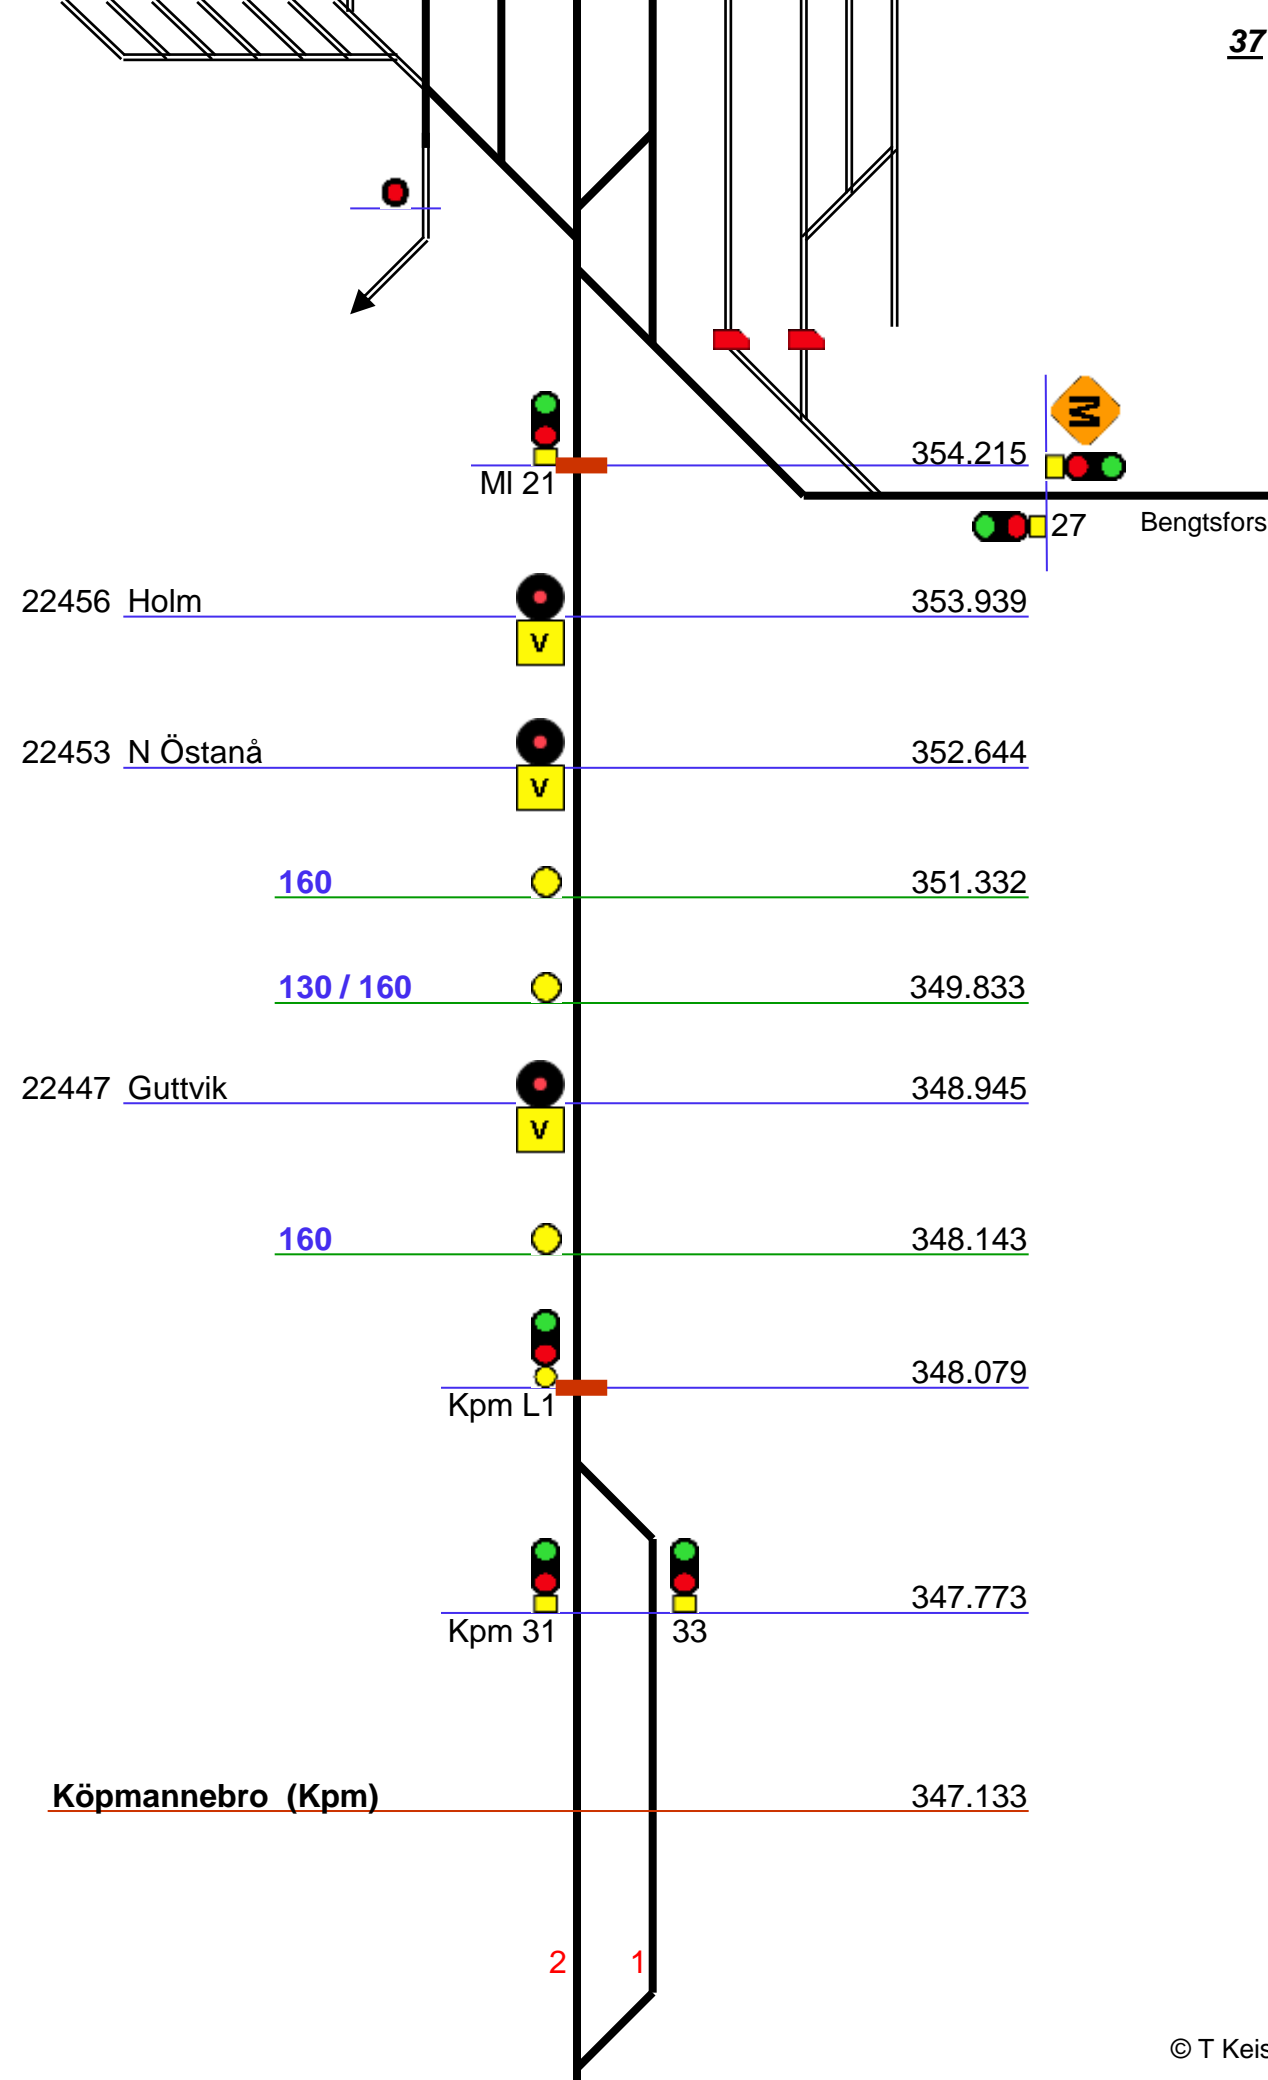 37
354.215
Ml 21
27
Bengtsfors
22456 Holm 353.939
V
22453 N Östanå 352.644
V
160 351.332
130 / 160 349.833
22447 Guttvik 348.945
V
160 348.143
348.079
Kpm L1
347.773
Kpm 31 33
Köpmannebro (Kpm) 347.133
2 1
© T Keis